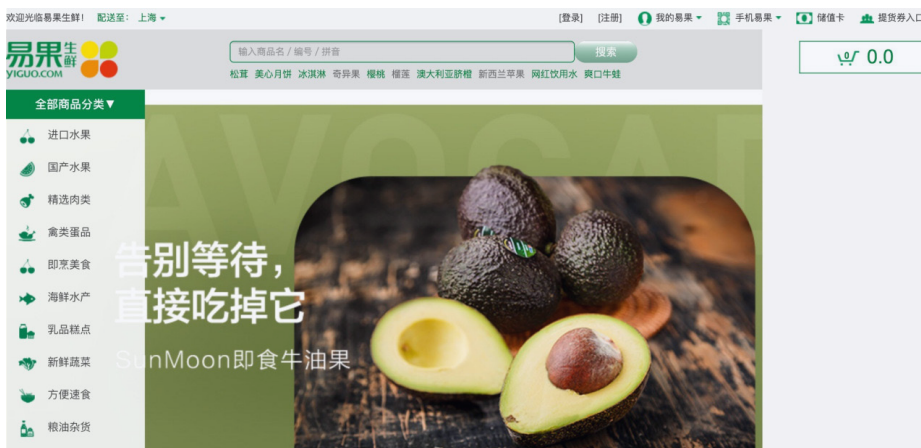 欢迎光临易果生鲜! 配送至: 上海
[登录] [注册] 我的易果 手机易果 储值卡 提货券入口
易果生鲜
YIGUO.COM
输入商品名 / 编号 / 拼音
搜索
0.0
松茸 美心月饼 冰淇淋 奇异果 樱桃 榴莲 澳大利亚脐橙 新西兰苹果 网红饮用水 爽口牛蛙
全部商品分类▼
AVOCAD
进口水果
国产水果
精选肉类
禽类蛋品
即烹美食
海鲜水产
乳品糕点
新鲜蔬菜
方便速食
粮油杂货
告别等待，
直接吃掉它
SunMoon即食牛油果